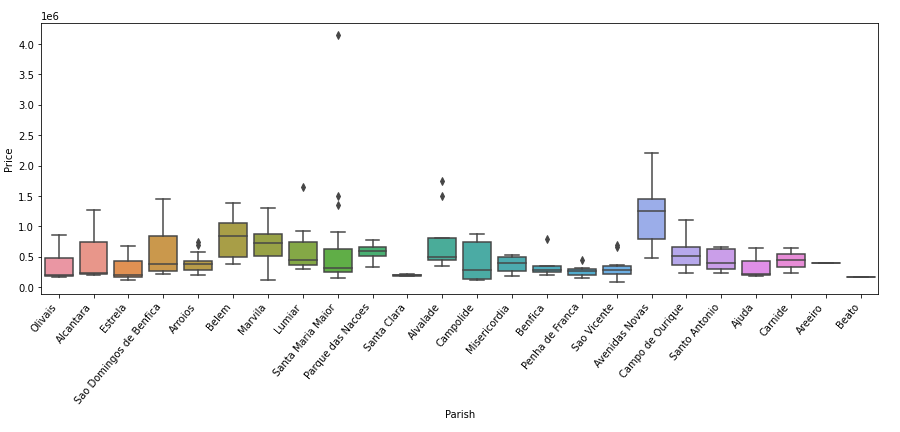 1e6
4.0
3.5
3.0
2.5
2.0
1.5
1.0
0.5
0.0
Price
Olivais
Alcantara
Estrela
Sao Domingos de Benfica
Arroios
Belem
Marvila
Lumiar
Santa Maria Maior
Parque das Nacoes
Santa Clara
Alvalade
Campolide
Misericordia
Benfica
Penha de Franca
Sao Vicente
Avenidas Novas
Campo de Ourique
Santo Antonio
Ajuda
Carnide
Areeiro
Beato
Parish